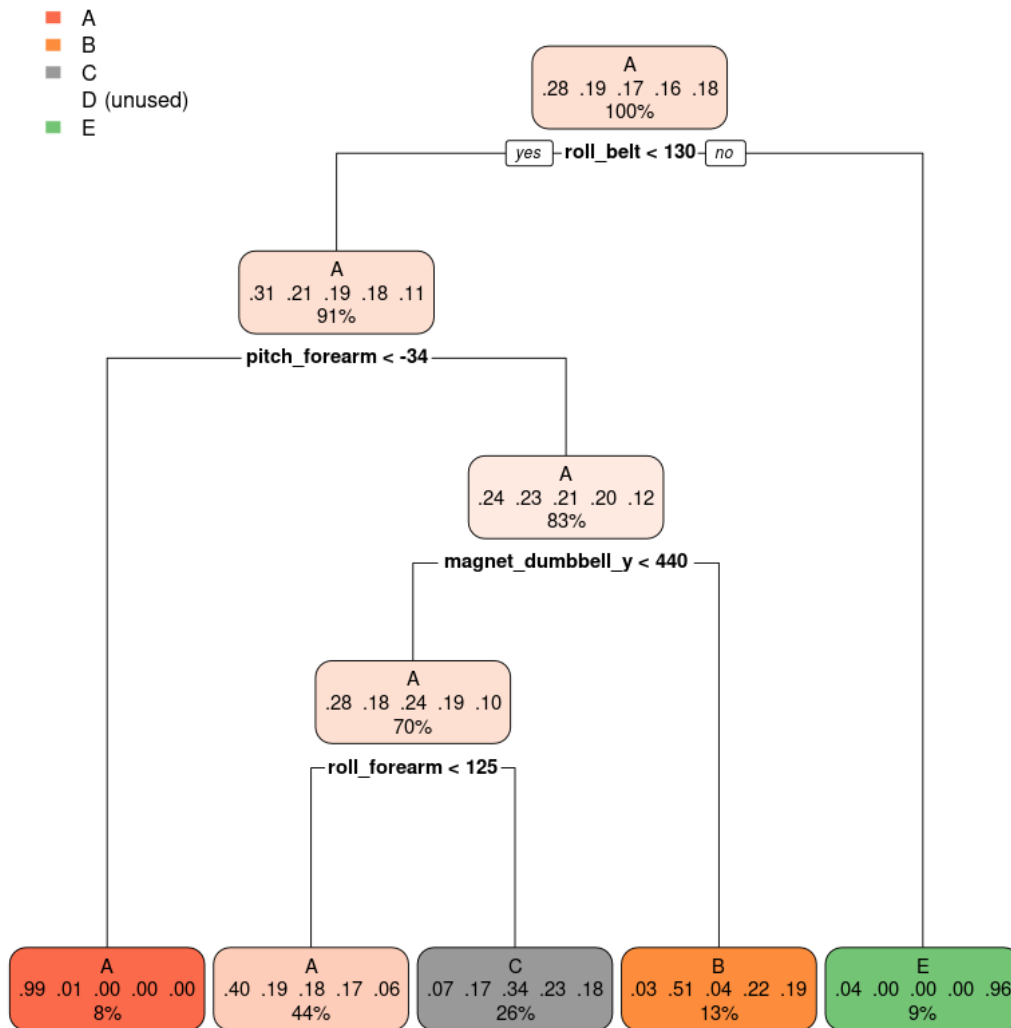 A
B
C
D (unused)
E
A
.28 .19 .17 .16 .18
100%
yes roll_belt < 130 no
A
.31 .21 .19 .18 .11
91%
pitch_forearm < -34
A
.24 .23 .21 .20 .12
83%
magnet_dumbbell_y < 440
A
.28 .18 .24 .19 .10
70%
roll_forearm < 125
A
.99 .01 .00 .00 .00
8%
A
.40 .19 .18 .17 .06
44%
C
.07 .17 .34 .23 .18
26%
B
.03 .51 .04 .22 .19
13%
E
.04 .00 .00 .00 .96
9%